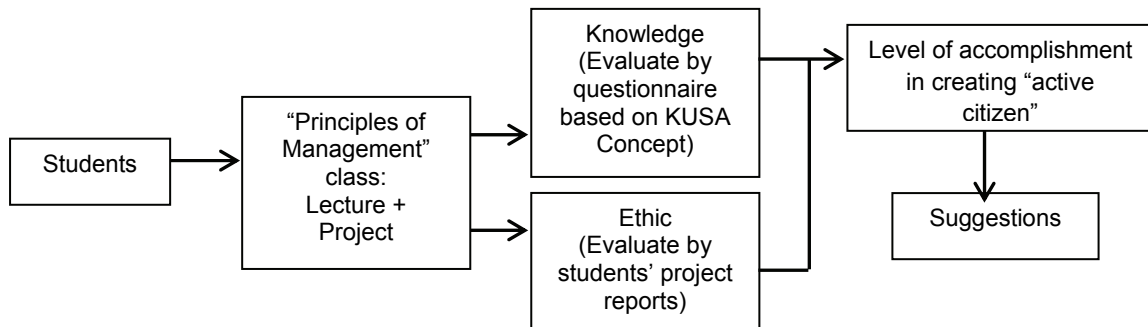 Students
“Principles of
Management”
class:
Lecture +
Project
Knowledge
(Evaluate by
questionnaire
based on KUSA
Concept)
Ethic
(Evaluate by
students’ project
reports)
Level of accomplishment
in creating “active
citizen”
Suggestions